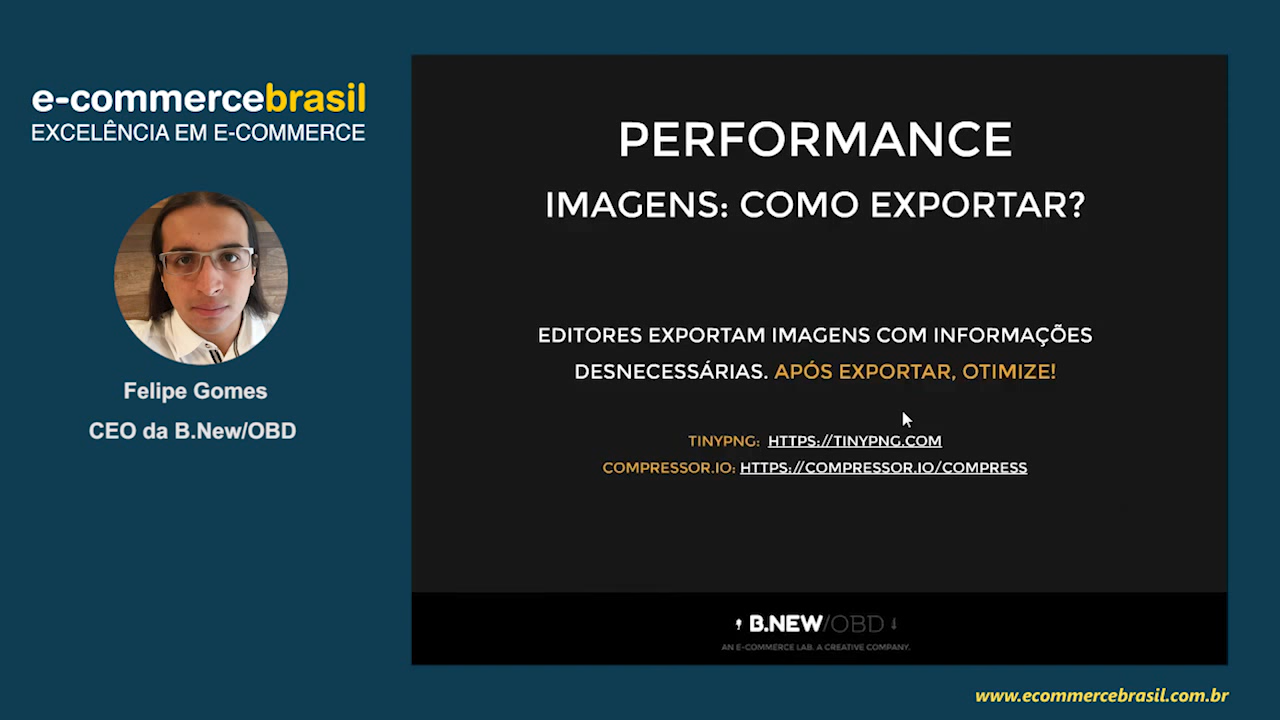 e-commercebrasil
EXCELÊNCIA EM E-COMMERCE
Felipe Gomes
CEO da B.New/OBD
PERFORMANCE
IMAGENS: COMO EXPORTAR?
EDITORES EXPORTAM IMAGENS COM INFORMAÇÕES
DESNECESSÁRIAS. APÓS EXPORTAR, OTIMIZE!
TINYPNG: HTTPS://TINYPNG.COM
COMPRESSOR.IO: HTTPS://COMPRESSOR.IO/COMPRESS
B.NEW/OBD
AN E-COMMERCE LAB. A CREATIVE COMPANY.
www.ecommercebrasil.com.br